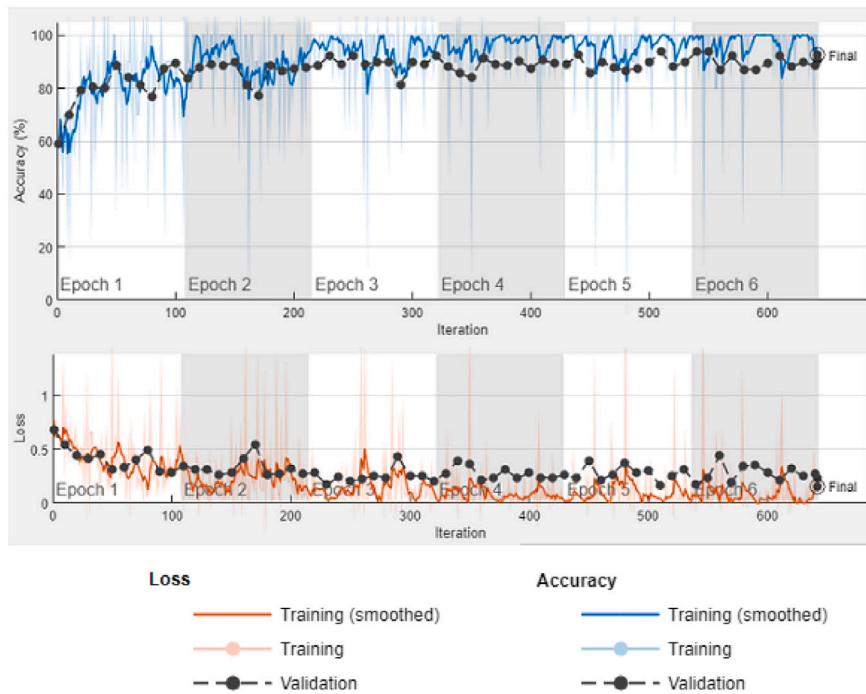 100
80
60
40
20
0
Accuracy (%)
Final
Epoch 1 Epoch 2 Epoch 3 Epoch 4 Epoch 5 Epoch 6
0 100 200 300 400 500 600
Iteration
1
0.5
0
Loss
Final
Epoch 1 Epoch 2 Epoch 3 Epoch 4 Epoch 5 Epoch 6
0 100 200 300 400 500 600
Iteration
Loss Accuracy
Training (smoothed) Training (smoothed)
Training Training
Validation Validation